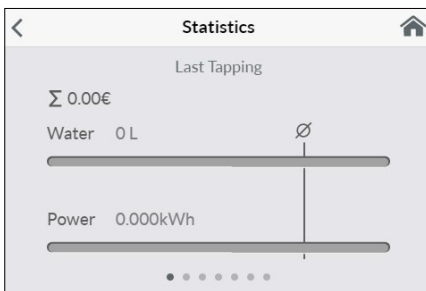 Statistics
Last Tapping
Σ 0.00€
Water 0 L Ø
Power 0.000kWh